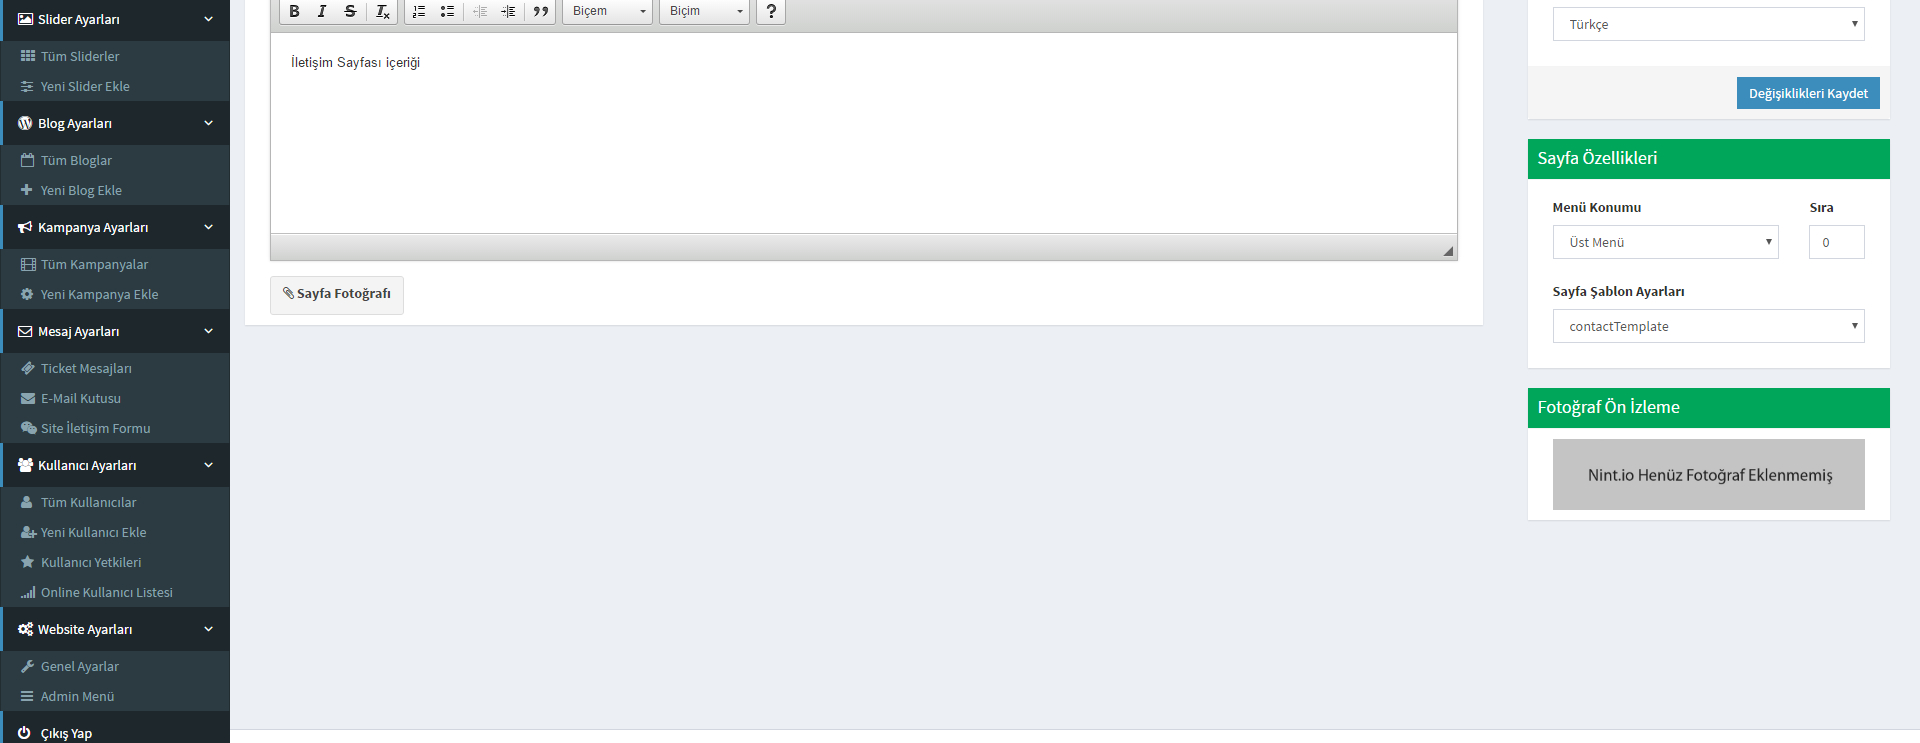 Slider Ayarları
Tüm Sliderler
Yeni Slider Ekle
Blog Ayarları
Tüm Bloglar
Yeni Blog Ekle
Kampanya Ayarları
Tüm Kampanyalar
Yeni Kampanya Ekle
Mesaj Ayarları
Ticket Mesajları
E-Mail Kutusu
Site İletişim Formu
Kullanıcı Ayarları
Tüm Kullanıcılar
Yeni Kullanıcı Ekle
Kullanıcı Yetkileri
Online Kullanıcı Listesi
Website Ayarları
Genel Ayarlar
Admin Menü
Çıkış Yap
B I S Biçem Biçim ?
İletişim Sayfası içeriği
Sayfa Fotoğrafı
Türkçe
Değişiklikleri Kaydet
Sayfa Özellikleri
Menü Konumu Sıra
Üst Menü 0
Sayfa Şablon Ayarları
contactTemplate
Fotoğraf Ön İzleme
Nint.io Henüz Fotoğraf Eklenmemiş